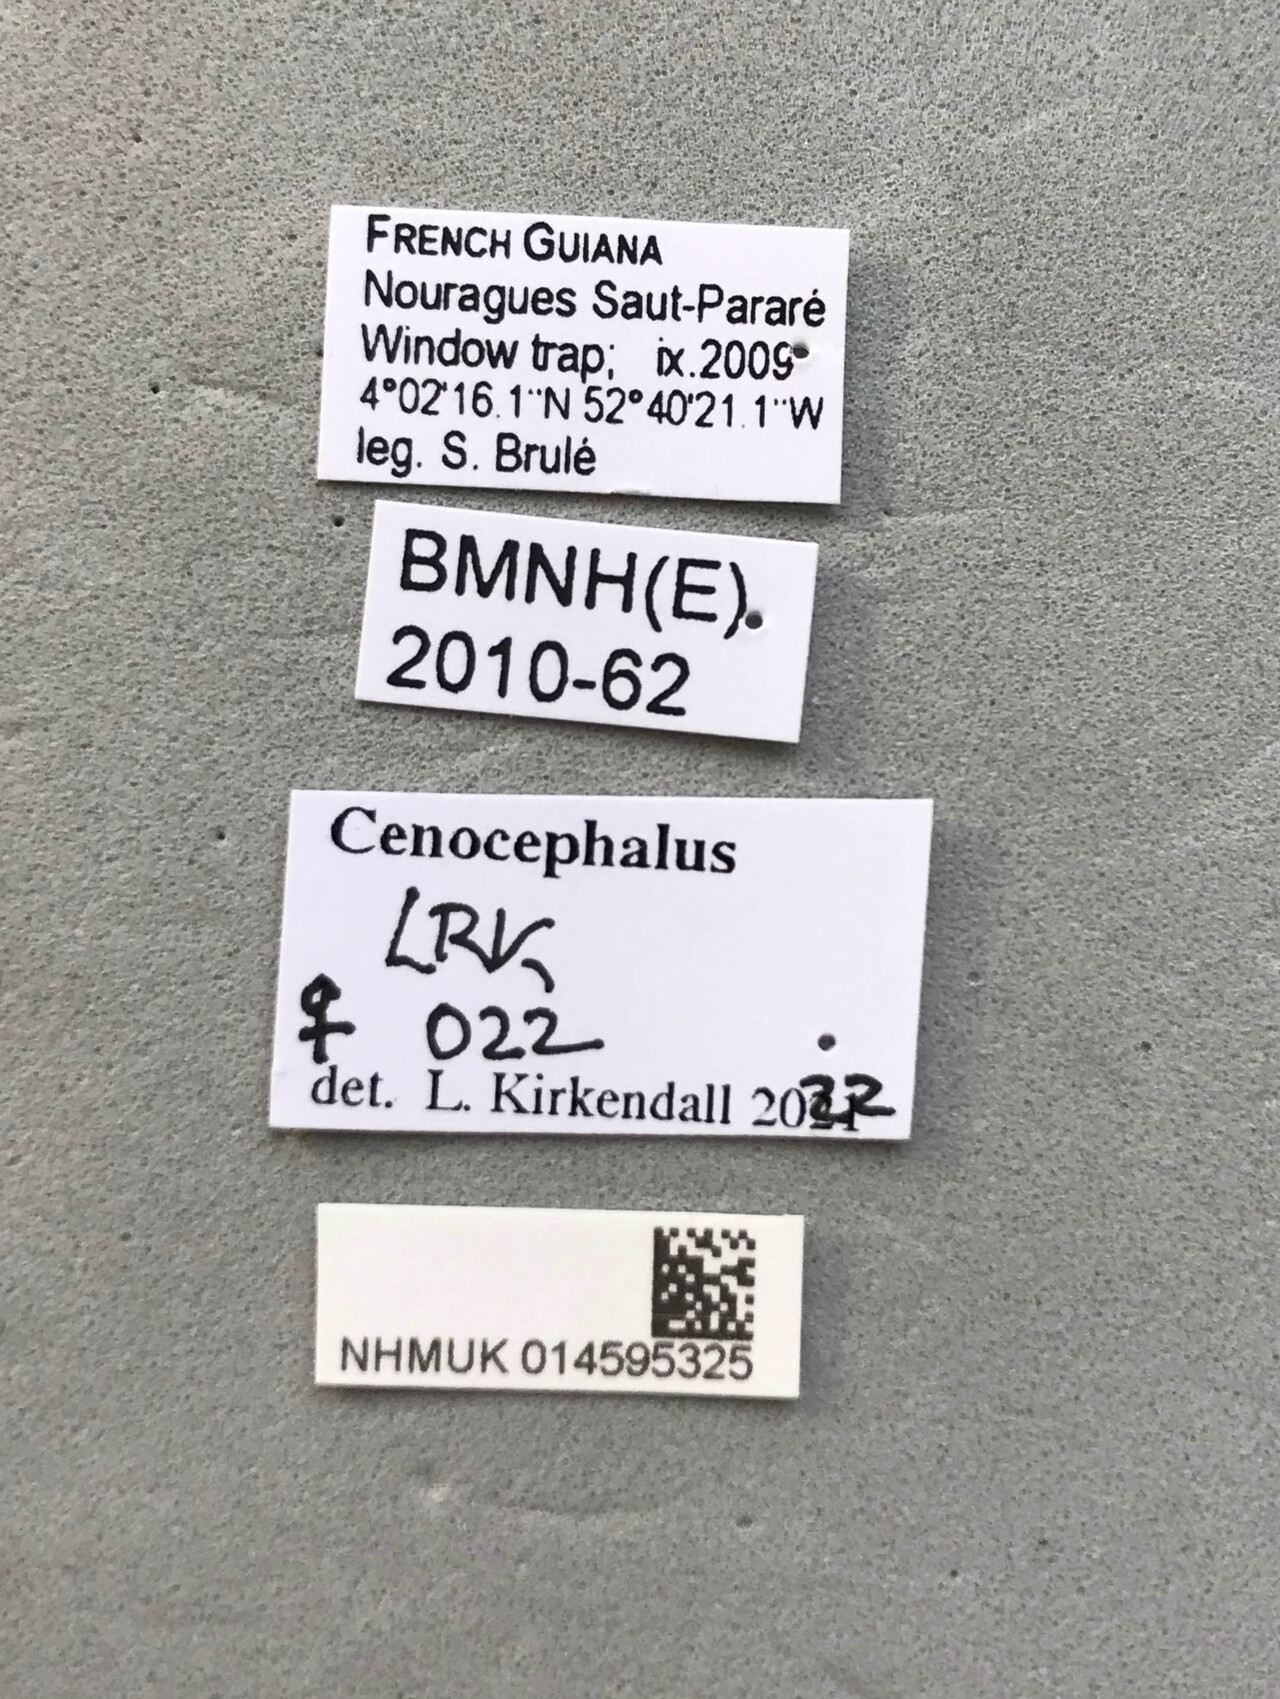 FRENCH GUIANA
Nouragues Saut-Pararé
Window trap; ix.2009
4°02'16.1¨N 52°40'21.1¨W
leg. S. Brulé
BMNH(E)
2010-62
Cenocephalus
LRK
♀ 022
det. L. Kirkendall 2022
NHMUK 014595325